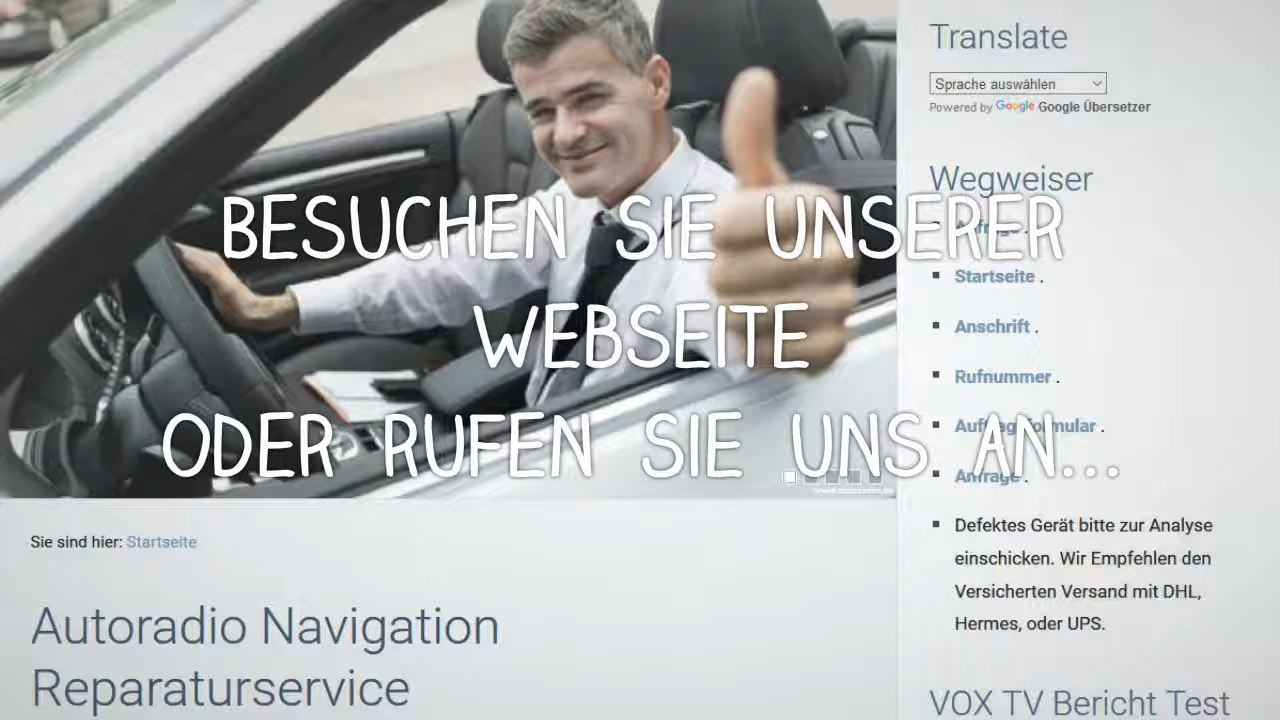 Translate
Sprache auswählen
Powered by Google Google Übersetzer
Wegweiser
BESUCHEN SIE UNSERER
WEBSEITE
ODER RUFEN SIE UNS AN...
Startseite .
Anschrift .
Rufnummer .
Auftragsformular .
Anfrage .
Defektes Gerät bitte zur Analyse
einschicken. Wir Empfehlen den
Versicherten Versand mit DHL,
Hermes, oder UPS.
Sie sind hier: Startseite
Autoradio Navigation
Reparaturservice
VOX TV Bericht Test